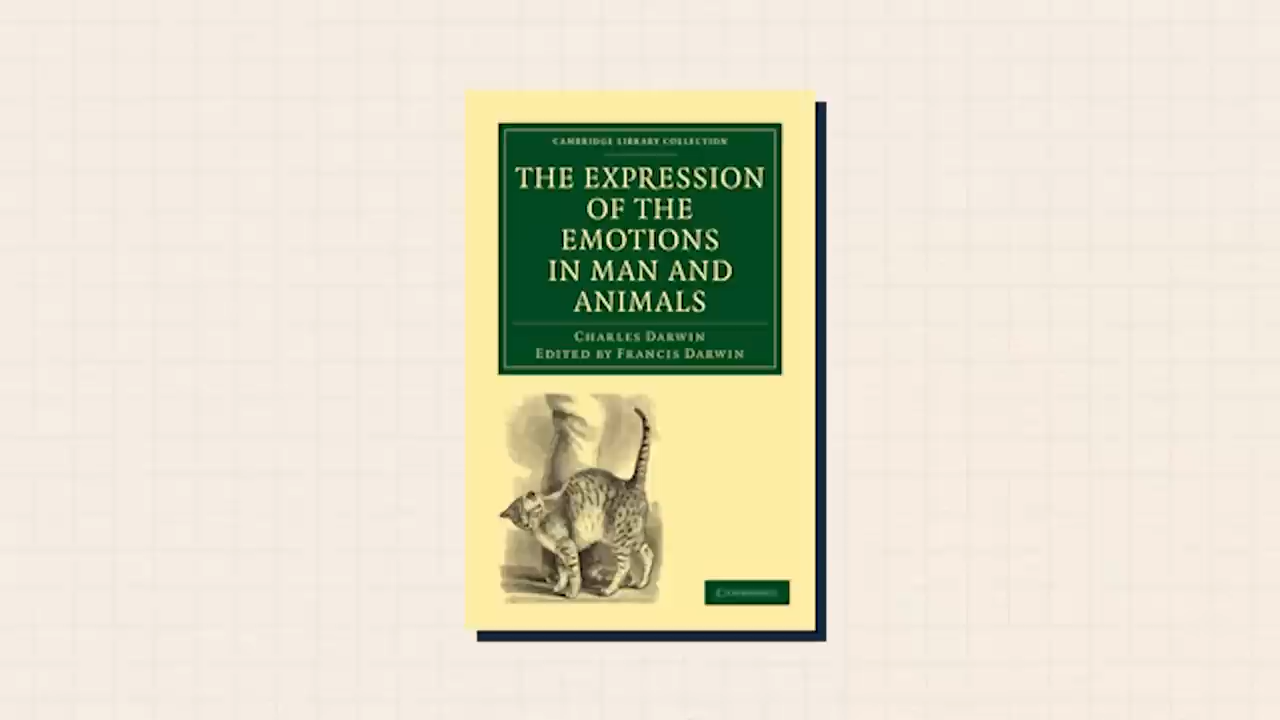 CAMBRIDGE LIBRARY COLLECTION
THE EXPRESSION
OF THE
EMOTIONS
IN MAN AND
ANIMALS
CHARLES DARWIN
EDITED BY FRANCIS DARWIN